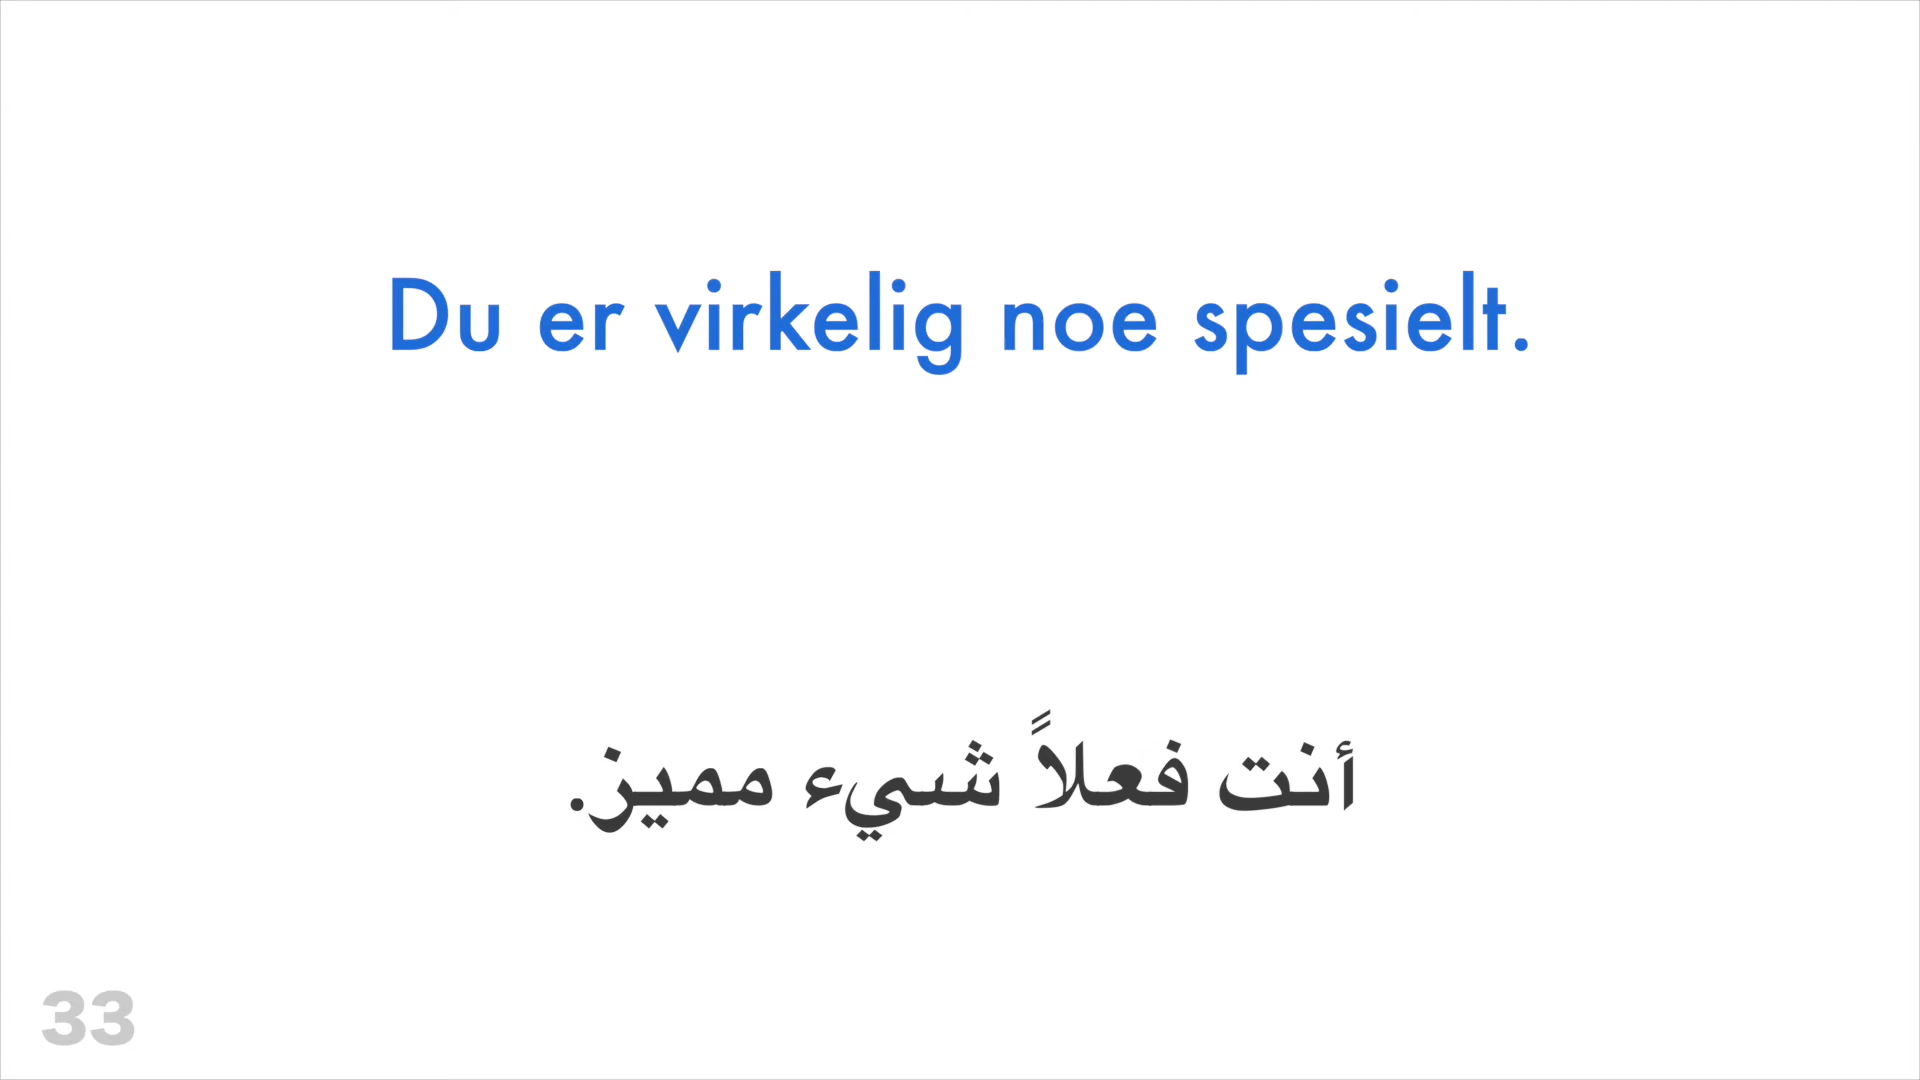 Du er virkelig noe spesielt.
أنت فعلاً شيء مميز.
33